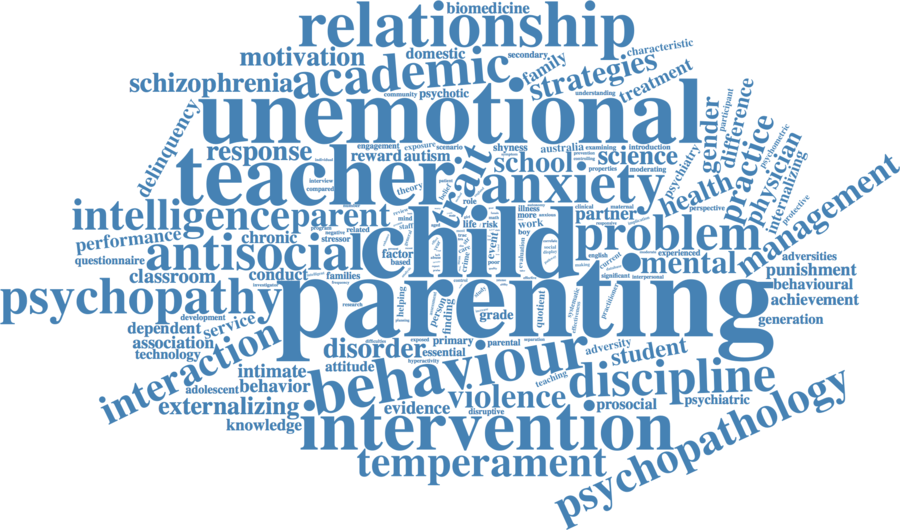 biomedicine
relationship
motivation
domestic
secondary
characteristic
schizophrenia
academic
family
strategies
community
psychotic
understanding
treatment
unemotional
delinquency
gender
difference
participant
practice
psychometric
physician
internalizing
protective
engagement
exposure
scenario
shyness
australia
examining
introduction
response
individual
reward
autism
trait
school
science
properties
moderating
controlling
psychiatry
teacher
interview
compared
theory
belief
role
anxiety
health
perspective
management
intelligence
parent
mind
staff
life
risk
illness
more
work
boy
clinical
maternal
partner
performance
program
negative
stressor
related
child
problem
questionnaire
antisocial
chronic
factor
based
crime
event
evaluation
social
english
current
experienced
mental
adversities
punishment
behavioural
classroom
conduct
families
significant
interpersonal
achievement
psychopathy
parenting
research
helping
person
finding
grade
quotient
systematic
effectiveness
practitioner
generation
development
dependent
service
association
technology
interaction
disorder
difficulties
exposed
primary
parental
separation
essential
hyperactivity
attitude
behaviour
adversity
student
intimate
adolescent
behavior
teaching
discipline
externalizing
violence
evidence
disruptive
prosocial
psychiatric
knowledge
intervention
temperament
psychopathology